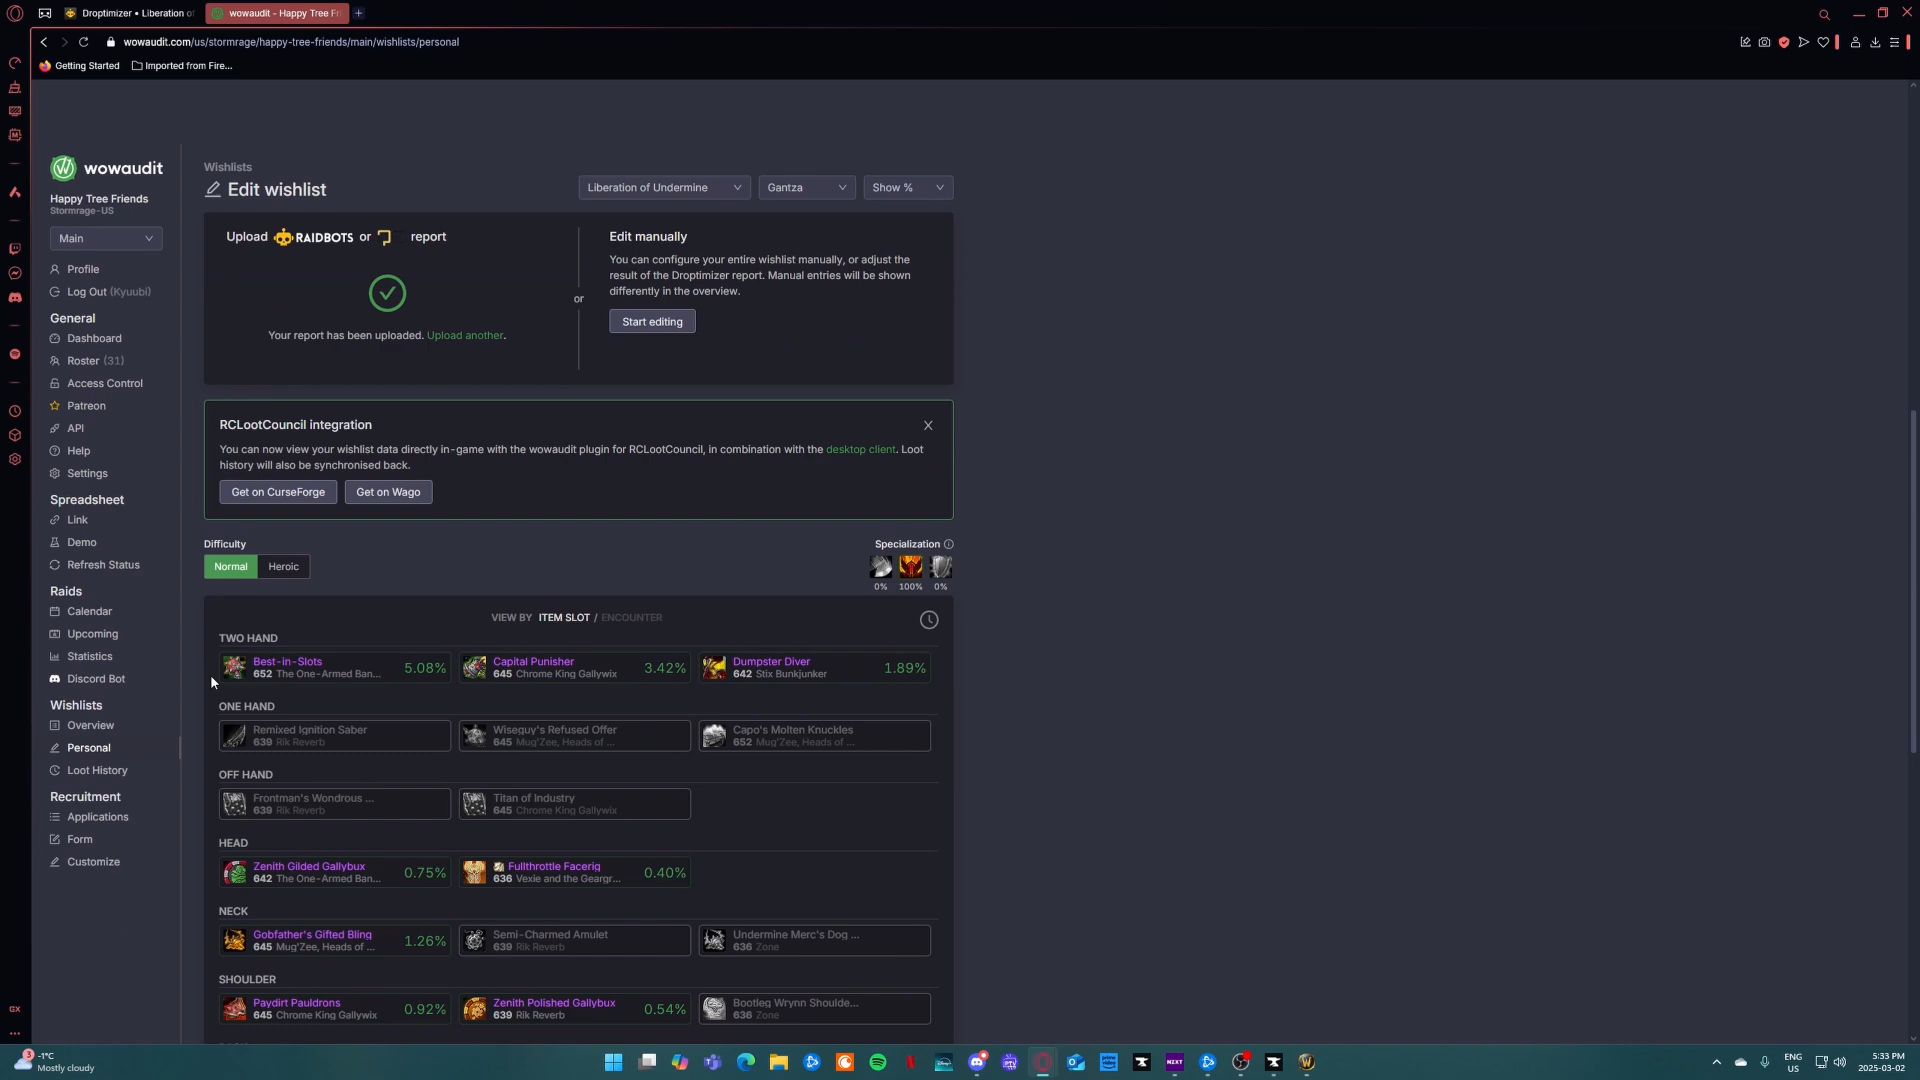 Droptimizer • Liberation of
wowaudit - Happy Tree Fr
wowaudit.com/us/stormrage/happy-tree-friends/main/wishlists/personal
Getting Started
Imported from Fire...
wowaudit
Happy Tree Friends
Stormrage-US
Main
Profile
Log Out (Kyuubi)
General
Dashboard
Roster (31)
Access Control
Patreon
API
Help
Settings
Spreadsheet
Link
Demo
Refresh Status
Raids
Calendar
Upcoming
Statistics
Discord Bot
Wishlists
Overview
Personal
Loot History
Recruitment
Applications
Form
Customize
Wishlists
Edit wishlist
Liberation of Undermine
Gantza
Show %
Upload RAIDBOTS or report
Your report has been uploaded. Upload another.
or
Edit manually
You can configure your entire wishlist manually, or adjust the
result of the Droptimizer report. Manual entries will be shown
differently in the overview.
Start editing
RCLootCouncil integration
You can now view your wishlist data directly in-game with the wowaudit plugin for RCLootCouncil, in combination with the desktop client. Loot
history will also be synchronised back.
Get on CurseForge
Get on Wago
Difficulty
Normal
Heroic
Specialization
0%
100%
0%
VIEW BY ITEM SLOT / ENCOUNTER
TWO HAND
Best-in-Slots
652 The One-Armed Ban...
5.08%
Capital Punisher
645 Chrome King Gallywix
3.42%
Dumpster Diver
642 Stix Bunkjunker
1.89%
ONE HAND
Remixed Ignition Saber
639 Rik Reverb
Wiseguy's Refused Offer
645 Mug'Zee, Heads of ...
Capo's Molten Knuckles
652 Mug'Zee, Heads of ...
OFF HAND
Frontman's Wondrous ...
639 Rik Reverb
Titan of Industry
645 Chrome King Gallywix
HEAD
Zenith Gilded Gallybux
642 The One-Armed Ban...
0.75%
Fullthrottle Facerig
636 Vexie and the Geargr...
0.40%
NECK
Gobfather's Gifted Bling
645 Mug'Zee, Heads of ...
1.26%
Semi-Charmed Amulet
639 Rik Reverb
Undermine Merc's Dog ...
636 Zone
SHOULDER
Paydirt Pauldrons
645 Chrome King Gallywix
0.92%
Zenith Polished Gallybux
639 Rik Reverb
0.54%
Bootleg Wrynn Shoulde...
636 Zone
GX
3
-1°C
Mostly cloudy
ENG
US
5:33 PM
2025-03-02